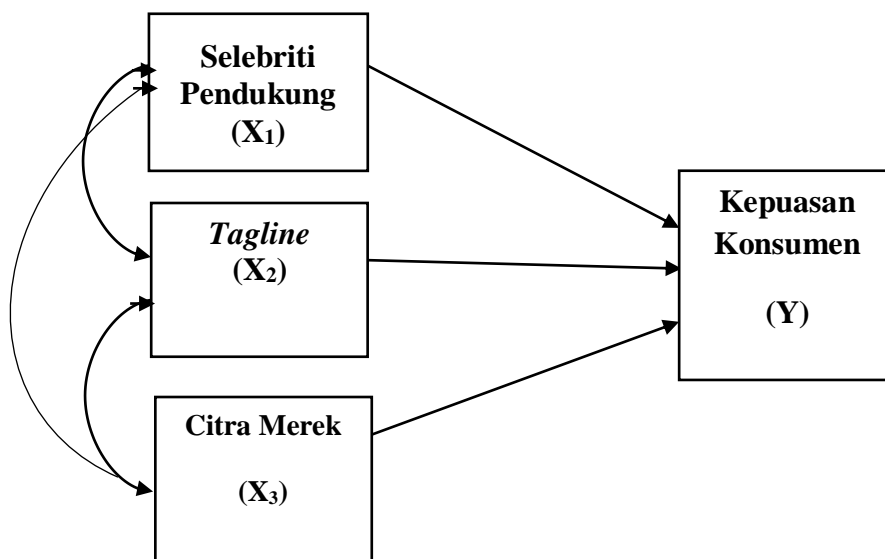 Selebriti
Pendukung
(X₁)
Tagline
(X₂)
Citra Merek
(X₃)
Kepuasan
Konsumen
(Y)